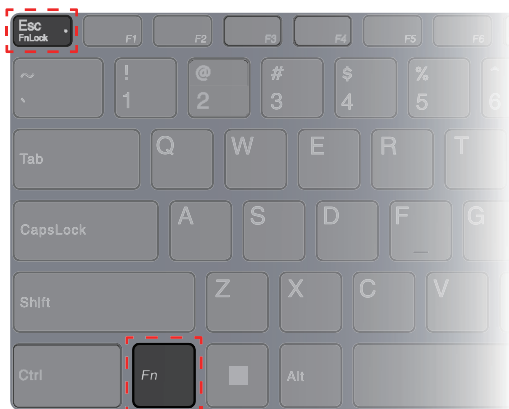 Esc
FnLock
F1
F2
F3
F4
F5
F6
~
`
!
1
@
2
#
3
$
4
%
5
^
6
Tab
Q
W
E
R
T
CapsLock
A
S
D
F
G
Shift
Z
X
C
V
Ctrl
Fn
Alt